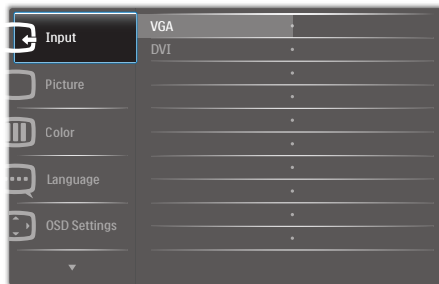 Input
VGA
DVI
Picture
Color
Language
OSD Settings